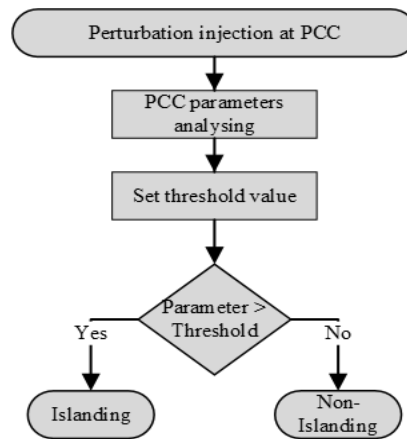 Perturbation injection at PCC
PCC parameters
analysing
Set threshold value
Parameter >
Threshold
Yes
No
Islanding
Non-
Islanding